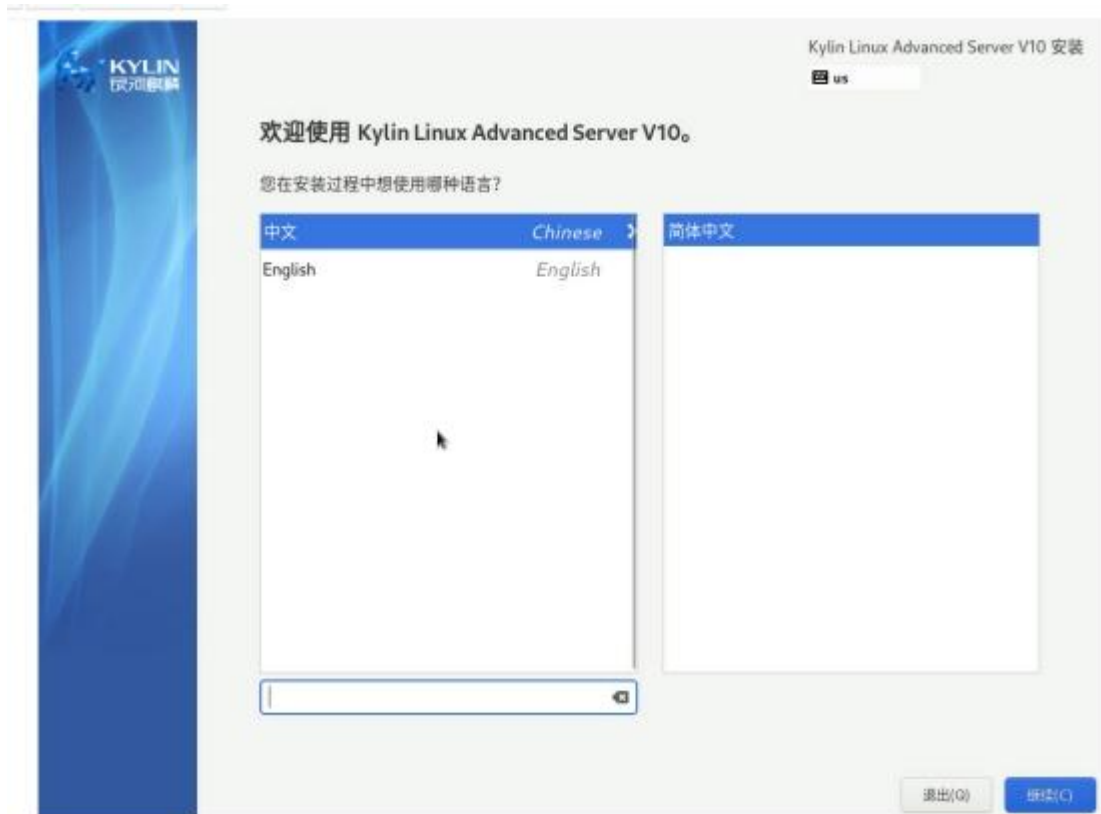 KYLIN
银河麒麟
Kylin Linux Advanced Server V10 安装
us
欢迎使用 Kylin Linux Advanced Server V10。
您在安装过程中想使用哪种语言?
中文 Chinese
简体中文
English English
退出(Q)
继续(C)